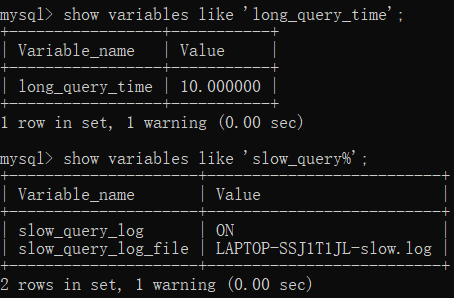 mysql> show variables like 'long_query_time';
+-----------------+-----------+
| Variable_name   | Value     |
+-----------------+-----------+
| long_query_time | 10.000000 |
+-----------------+-----------+
1 row in set, 1 warning (0.00 sec)
mysql> show variables like 'slow_query%';
+---------------------+--------------------------+
| Variable_name       | Value                    |
+---------------------+--------------------------+
| slow_query_log      | ON                       |
| slow_query_log_file | LAPTOP-SSJ1T1JL-slow.log |
+---------------------+--------------------------+
2 rows in set, 1 warning (0.00 sec)